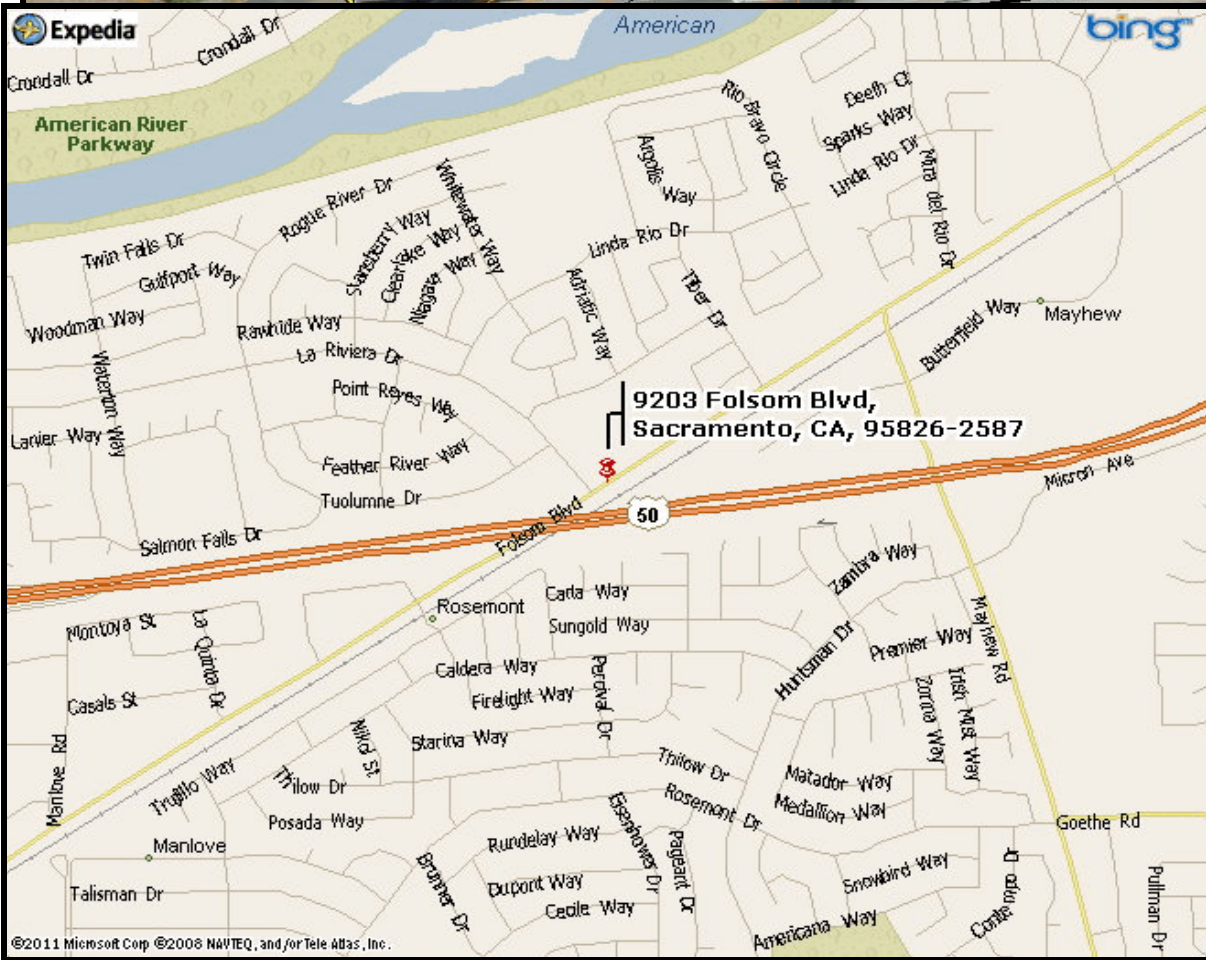 Expedia
American
bing
Crondall Dr
Crondall Dr
American River
Parkway
Rio Bravo Circle
Deeth Ct
Sparks Way
Linda Rio Dr
Mira del Rio Dr
Argolis
Way
Rogue River Dr
Whitewater Way
Twin Falls Dr
Gulfport Way
Stansberry Way
Clearlake Way
Niagara Way
Linda Rio Dr
Adriatic Way
Tiber Dr
Woodman Way
Rawhide Way
La Riviera Dr
Butterfield Way
Mayhew
Waterton Way
Point Reyes Way
9203 Folsom Blvd,
Sacramento, CA, 95826-2587
Lanier Way
Feather River Way
Tuolumne Dr
Micron Ave
50
Folsom Blvd
Salmon Falls Dr
Zambra Way
Rosemont
Carla Way
Sungold Way
Montoya St
La Quinta Dr
Mayhew Rd
Premier Way
Huntsman Dr
Caldera Way
Firelight Way
Percival Dr
Casals St
Zorina Way
Irish Mist Way
Manlove Rd
Nikol St
Starina Way
Trujillo Way
Thilow Dr
Thilow Dr
Matador Way
Rosemont Dr
Medallion Way
Posada Way
Goethe Rd
Manlove
Rundelay Way
Eisenhower Dr
Pageant Dr
Brunner Dr
Snowbird Way
Talisman Dr
Dupont Way
Cecile Way
Americana Way
Pullman Dr
©2011 Microsoft Corp ©2008 NAVTEQ, and/or Tele Atlas, Inc.